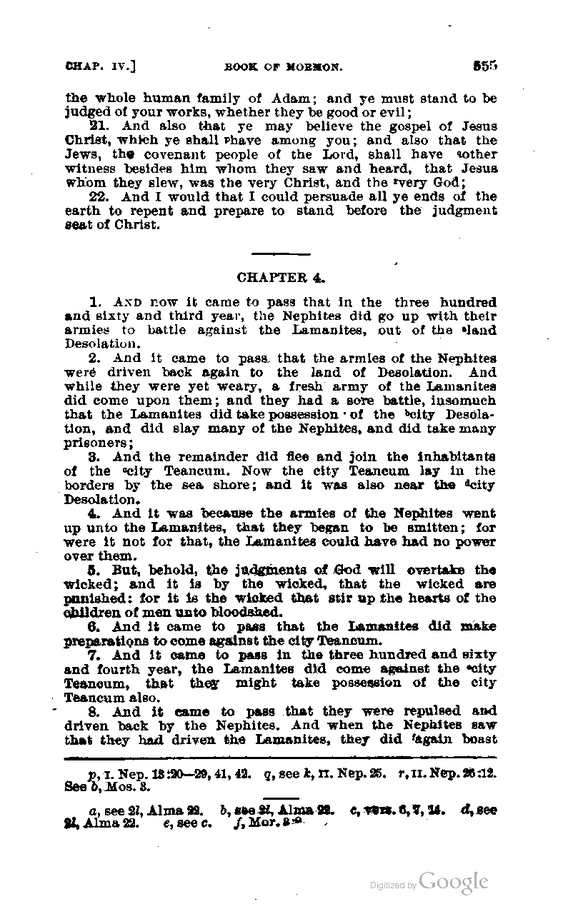 CHAP. IV.] BOOK OF MORMON. 555
the whole human family of Adam; and ye must stand to be
judged of your works, whether they be good or evil;
21. And also that ye may believe the gospel of Jesus
Christ, which ye shall rhave among you; and also that the
Jews, the covenant people of the Lord, shall have qother
witness besides him whom they saw and heard, that Jesus
whom they slew, was the very Christ, and the rvery God;
22. And I would that I could persuade all ye ends of the
earth to repent and prepare to stand before the judgment
seat of Christ.
CHAPTER 4.
1. AND now it came to pass that in the three hundred
and sixty and third year, the Nephites did go up with their
armies to battle against the Lamanites, out of the aland
Desolation.
2. And it came to pass that the armies of the Nephites
were driven back again to the land of Desolation. And
while they were yet weary, a fresh army of the Lamanites
did come upon them; and they had a sore battle, insomuch
that the Lamanites did take possession of the bcity Desola-
tion, and did slay many of the Nephites, and did take many
prisoners;
3. And the remainder did flee and join the inhabitants
of the ccity Teancum. Now the city Teancum lay in the
borders by the sea shore; and it was also near the dcity
Desolation.
4. And it was because the armies of the Nephites went
up unto the Lamanites, that they began to be smitten; for
were it not for that, the Lamanites could have had no power
over them.
5. But, behold, the judgments of God will overtake the
wicked; and it is by the wicked, that the wicked are
punished: for it is the wicked that stir up the hearts of the
children of men unto bloodshed.
6. And it came to pass that the Lamanites did make
preparations to come against the city Teancum.
7. And it came to pass in the three hundred and sixty
and fourth year, the Lamanites did come against the ecity
Teancum, that they might take possession of the city
Teancum also.
8. And it came to pass that they were repulsed and
driven back by the Nephites. And when the Nephites saw
that they had driven the Lamanites, they did fagain boast
p, I. Nep. 13:20—29, 41, 42. q, see k, II. Nep. 25. r, II. Nep. 26:12.
See b, Mos. 3.
a, see 2l, Alma 22. b, see 2l, Alma 22. c, vers. 6, 7, 14. d, see
2l, Alma 22. e, see c. f, Mor.
Digitized by Google